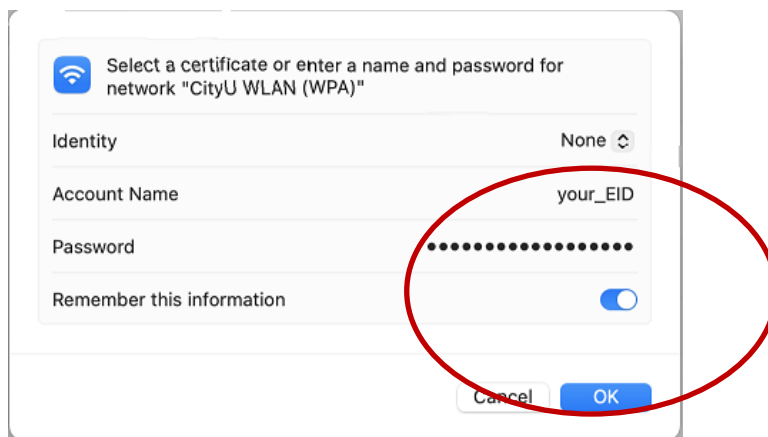 Select a certificate or enter a name and password for
network "CityU WLAN (WPA)"
Identity None
Account Name your_EID
Password ●●●●●●●●●●●●●●●●●●
Remember this information
Cancel OK